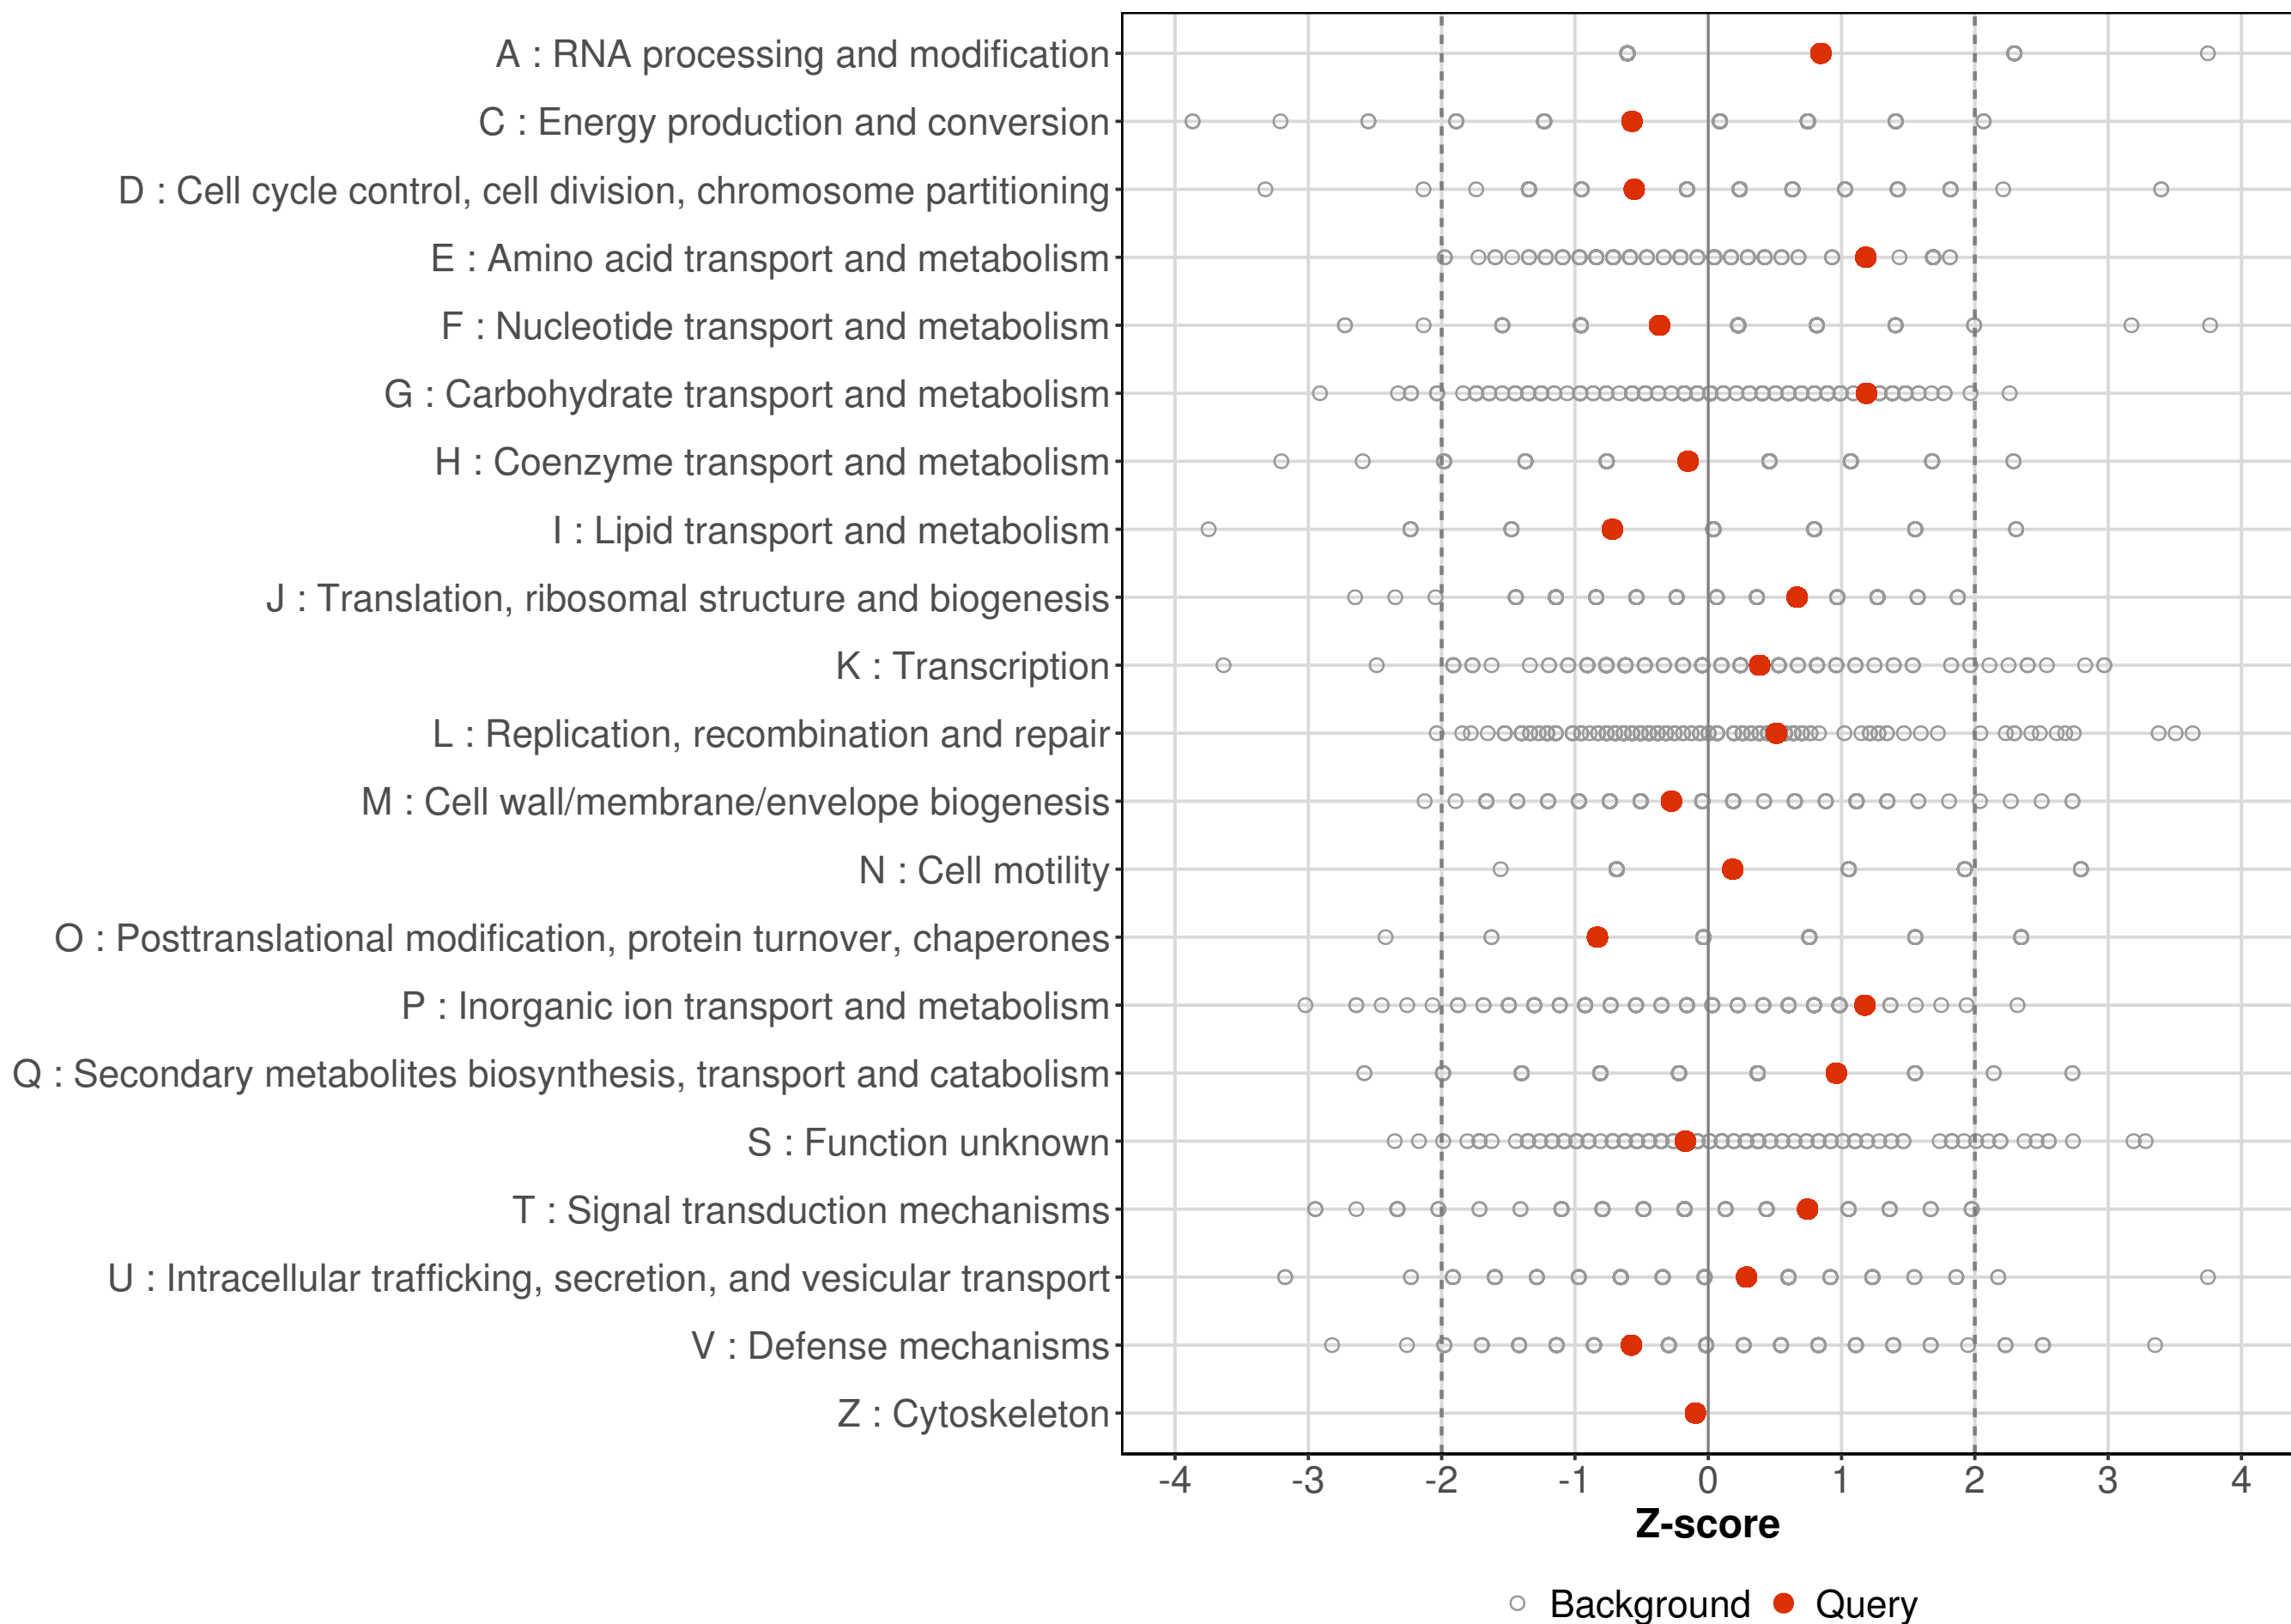 A : RNA processing and modification
C : Energy production and conversion
D : Cell cycle control, cell division, chromosome partitioning
E : Amino acid transport and metabolism
F : Nucleotide transport and metabolism
G : Carbohydrate transport and metabolism
H : Coenzyme transport and metabolism
I : Lipid transport and metabolism
J : Translation, ribosomal structure and biogenesis
K : Transcription
L : Replication, recombination and repair
M : Cell wall/membrane/envelope biogenesis
N : Cell motility
O : Posttranslational modification, protein turnover, chaperones
P : Inorganic ion transport and metabolism
Q : Secondary metabolites biosynthesis, transport and catabolism
S : Function unknown
T : Signal transduction mechanisms
U : Intracellular trafficking, secretion, and vesicular transport
V : Defense mechanisms
Z : Cytoskeleton
-4 -3 -2 -1 0 1 2 3 4
Z-score
Background Query